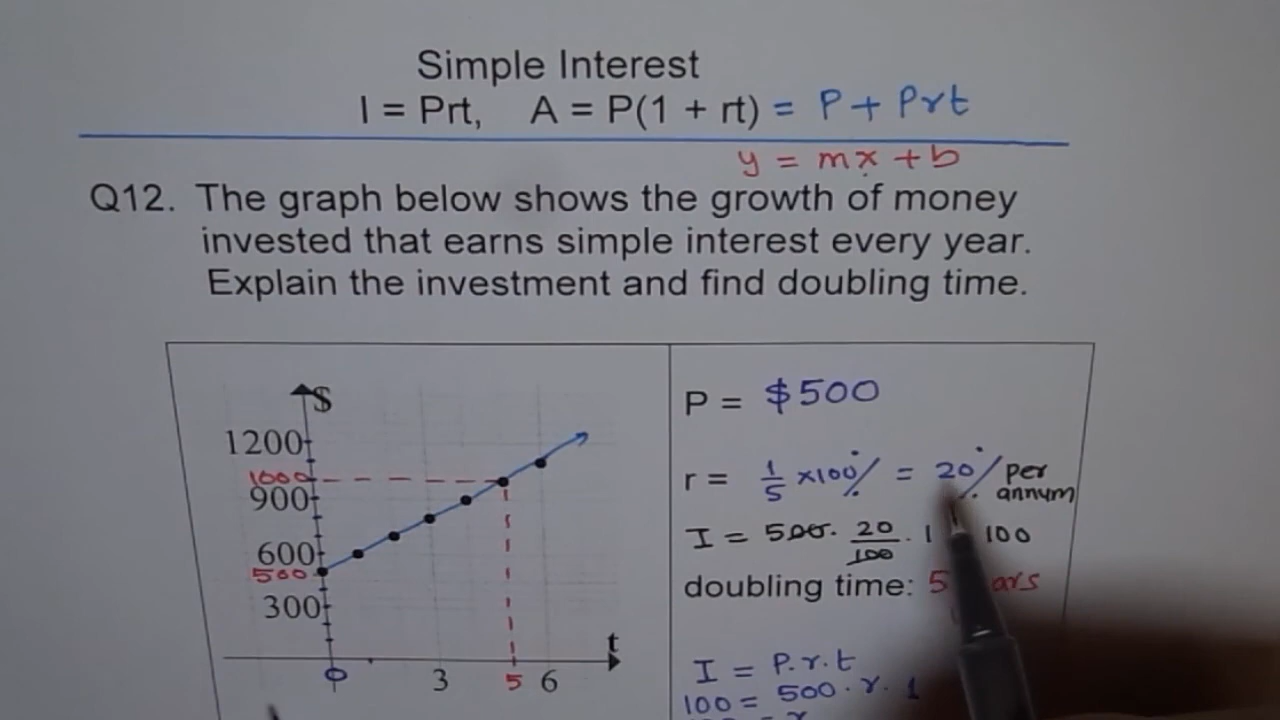 Simple Interest
I = Prt, A = P(1 + rt) = P + Prt
y = mx + b
Q12. The graph below shows the growth of money
invested that earns simple interest every year.
Explain the investment and find doubling time.
$
1200
1000
900
600
500
300
t
0 3 5 6
P = $500
r = 1/5 ×100% = 20% per annum
I = 500. 20/100 . 1 100
doubling time: 5
I = P.r.t
100 = 500 . r . 1